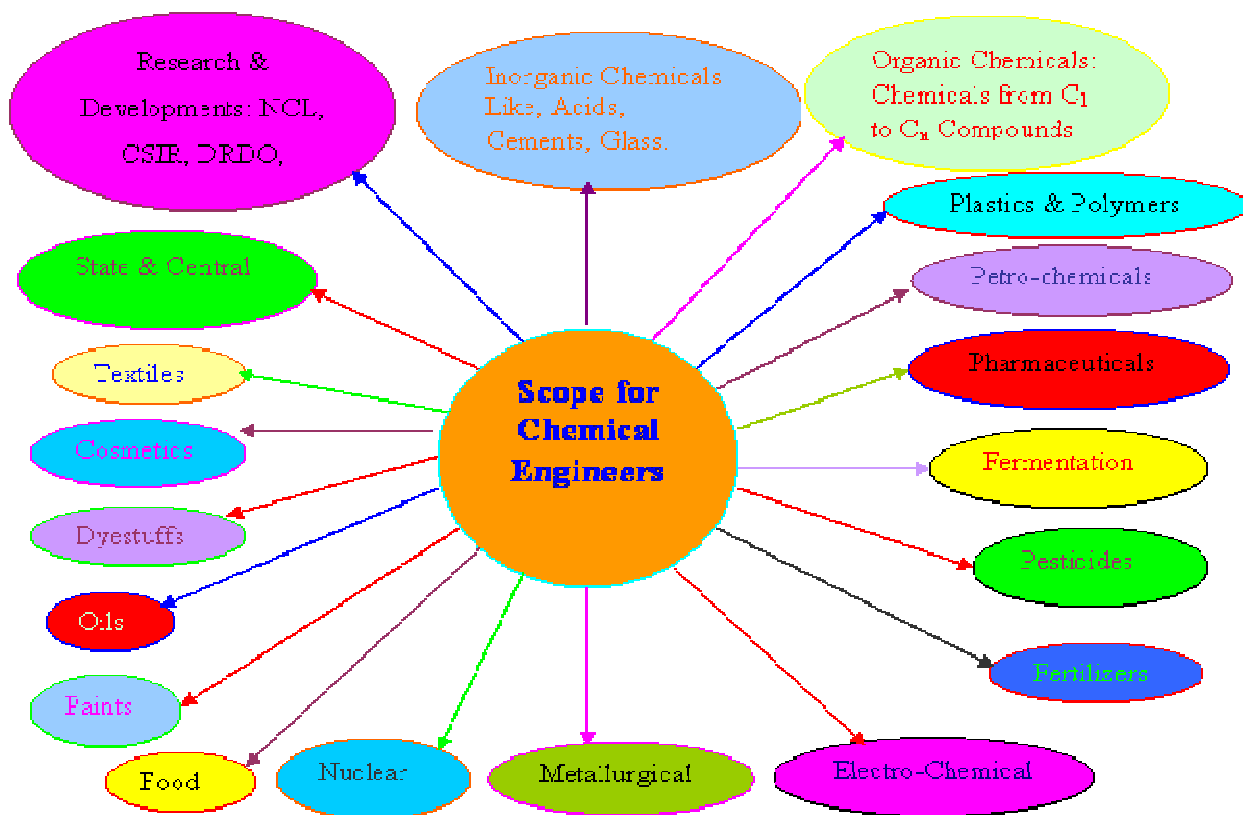 Research &
Developments: NCL,
CSIR, DRDO,
Inorganic Chemicals
Like, Acids,
Cements, Glass.
Organic Chemicals:
Chemicals from C1
to Cn Compounds
Plastics & Polymers
State & Central
Petro-chemicals
Textiles
Pharmaceuticals
Scope for
Chemical
Engineers
Cosmetics
Fermentation
Dyestuffs
Pesticides
Oils
Fertilizers
Paints
Food
Nuclear
Metallurgical
Electro-Chemical